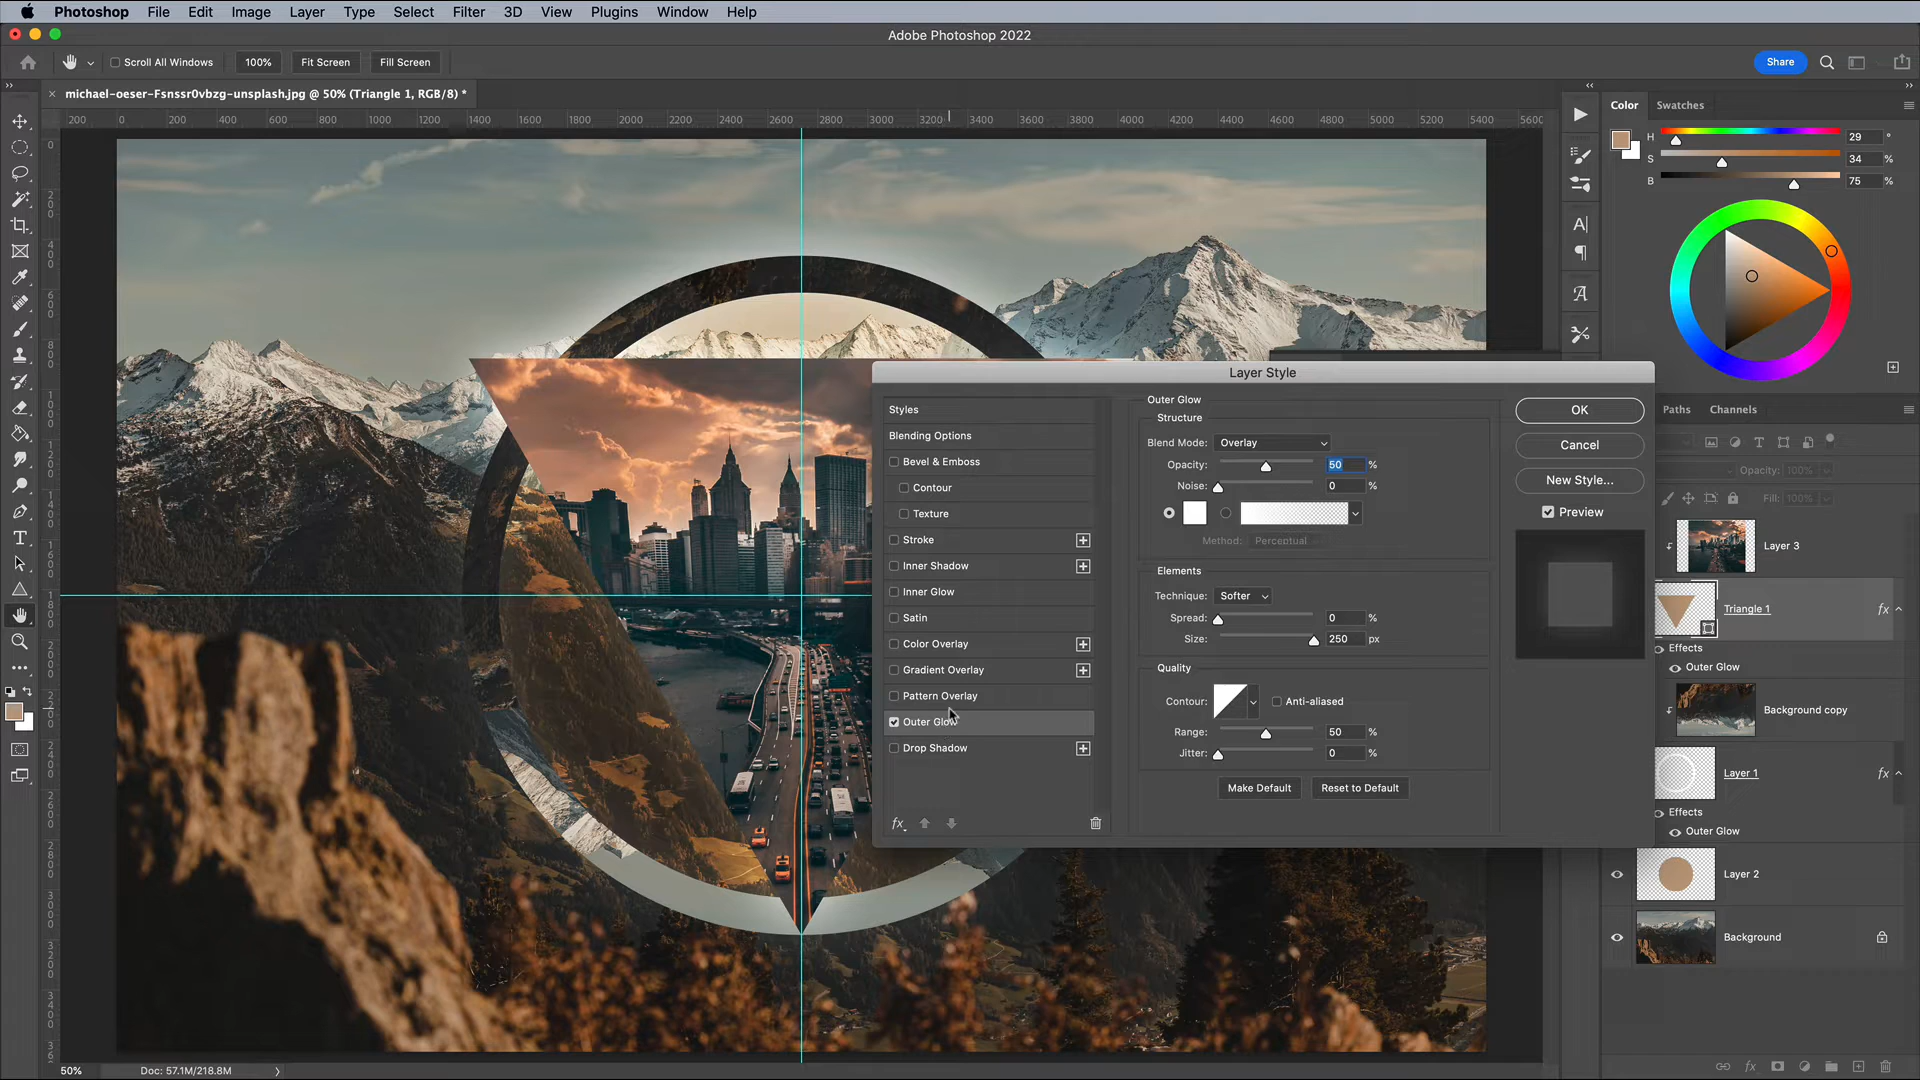 Photoshop File Edit Image Layer Type Select Filter 3D View Plugins Window Help
Adobe Photoshop 2022
Scroll All Windows 100% Fit Screen Fill Screen Share
michael-oeser-Fsnssr0vbzg-unsplash.jpg @ 50% (Triangle 1, RGB/8) *
Color Swatches
200 0 200 400 600 800 1000 1200 1400 1600 1800 2000 2200 2400 2600 2800 3000 3200 3400 3600 3800 4000 4200 4400 4600 4800 5000 5200 5400 5600
H 29 °
S 34 %
B 75 %
Layer Style
Styles
Blending Options
Bevel & Emboss
Contour
Texture
Stroke
Inner Shadow
Inner Glow
Satin
Color Overlay
Gradient Overlay
Pattern Overlay
Outer Glow
Drop Shadow
fx
Outer Glow
Structure
Blend Mode: Overlay
Opacity: 50 %
Noise: 0 %
Method: Perceptual
Elements
Technique: Softer
Spread: 0 %
Size: 250 px
Quality
Contour: Anti-aliased
Range: 50 %
Jitter: 0 %
Make Default Reset to Default
OK
Cancel
New Style...
Preview
Paths Channels
Opacity: 100%
Fill: 100%
Layer 3
Triangle 1 fx
Effects
Outer Glow
Background copy
Layer 1 fx
Effects
Outer Glow
Layer 2
Background
50% Doc: 57.1M/218.8M
fx